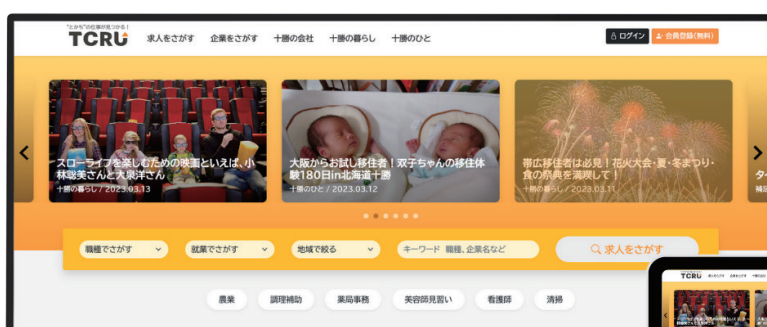 "とかち"の仕事が見つかる!
TCRU
求人をさがす 企業をさがす 十勝の会社 十勝の暮らし 十勝のひと
ログイン 会員登録(無料)
スローライフを楽しむための映画といえば、小
林聡美さんと大泉洋さん
十勝の暮らし / 2023.03.13
大阪からお試し移住者!双子ちゃんの移住体
験180日in北海道十勝
十勝のひと / 2023.03.12
帯広移住者は必見!花火大会・夏・冬まつり・
食の祭典を満喫して!
十勝の暮らし / 2023.03.11
職種でさがす 就業でさがす 地域で絞る キーワード 職種、企業名など 求人をさがす
農業 調理補助 薬局事務 美容師見習い 看護師 清掃
TCRU